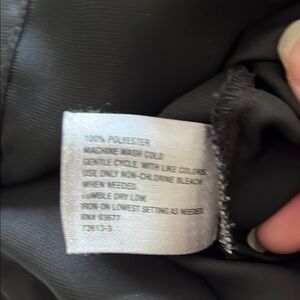 100% POLYESTER
MACHINE WASH COLD
GENTLE CYCLE, WITH LIKE COLORS
USE ONLY NON-CHLORINE BLEACH
WHEN NEEDED.
TUMBLE DRY LOW.
IRON ON LOWEST SETTING AS NEEDED
RN# 93677
72613-S